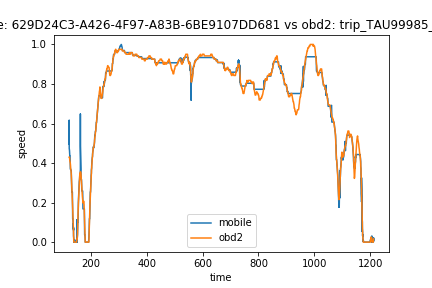 e: 629D24C3-A426-4F97-A83B-6BE9107DD681 vs obd2: trip_TAU99985_
1.0
0.8
0.6
0.4
0.2
0.0
speed
mobile
obd2
200 400 600 800 1000 1200
time